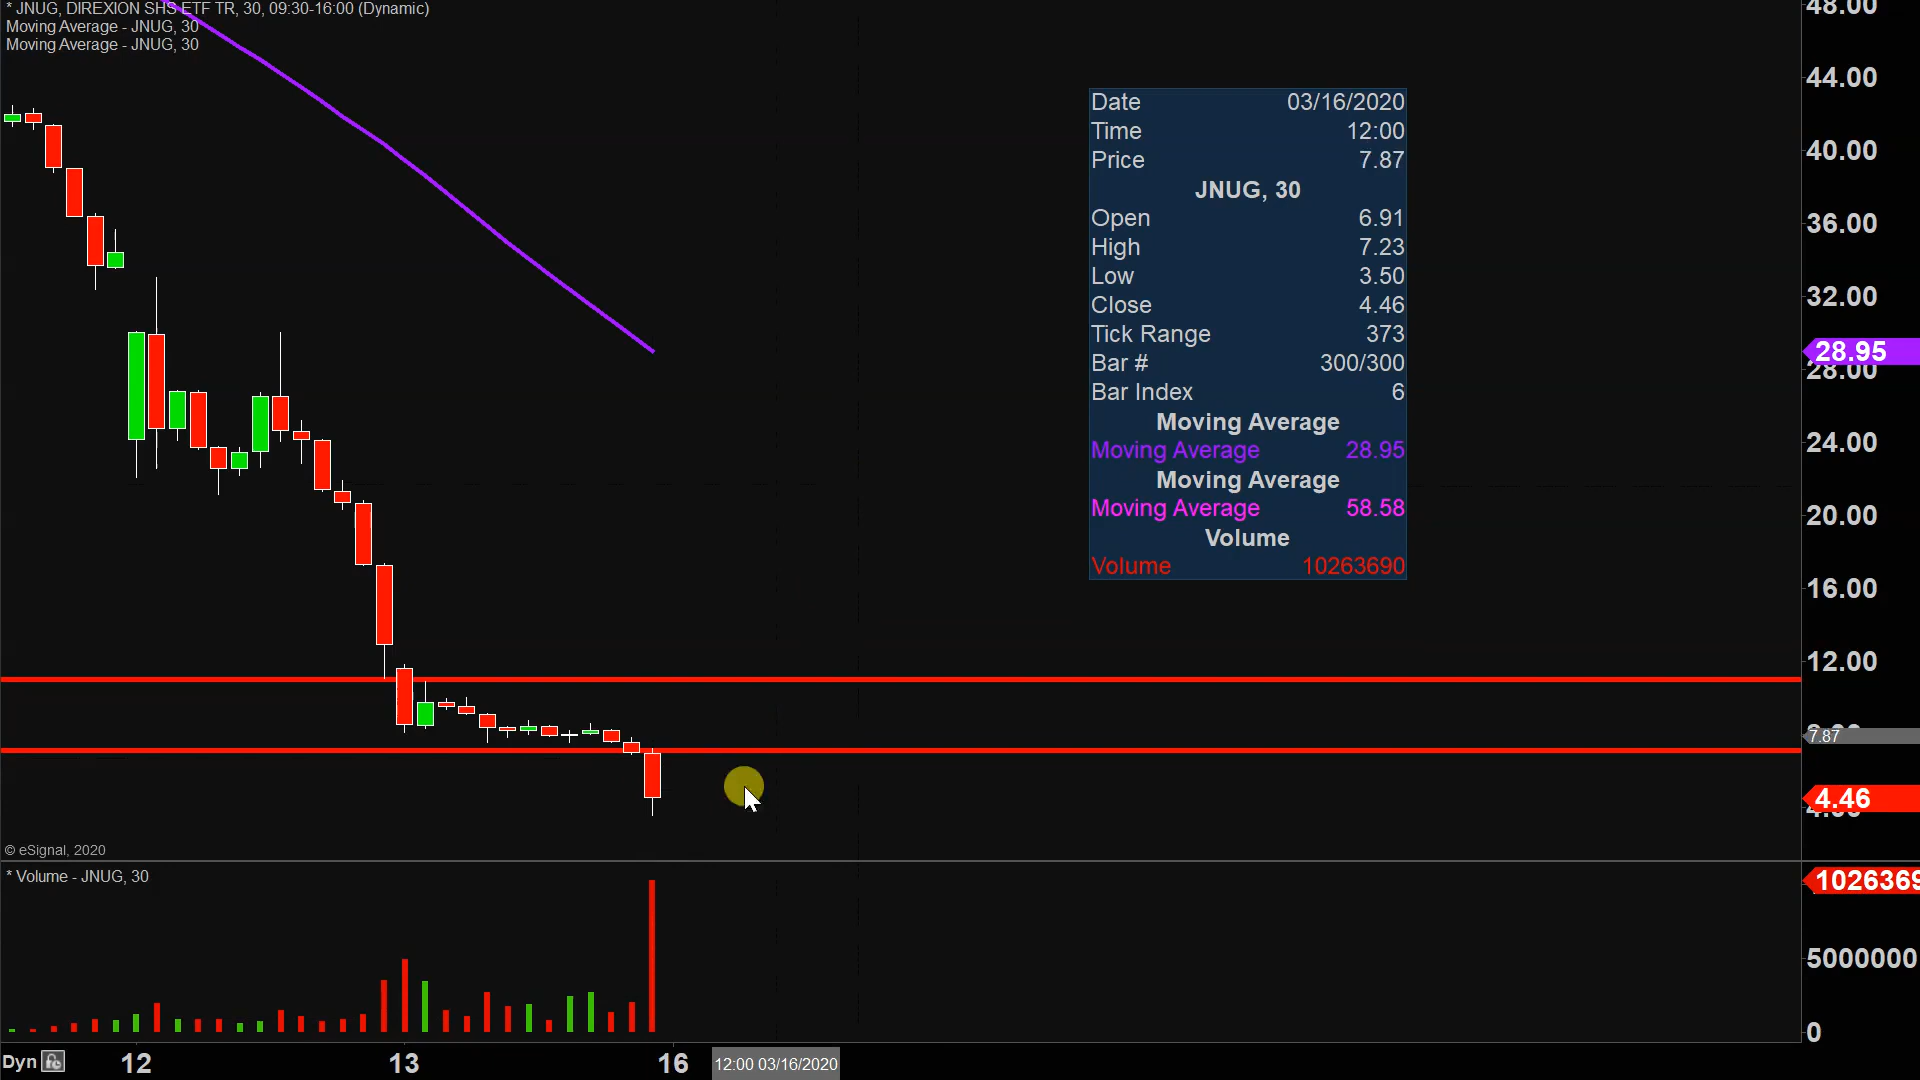 * JNUG, DIREXION SHS ETF TR, 30, 09:30-16:00 (Dynamic)
Moving Average - JNUG, 30
Moving Average - JNUG, 30
48.00
44.00
40.00
36.00
32.00
28.95
28.00
24.00
20.00
16.00
12.00
7.87
4.46
Date 03/16/2020
Time 12:00
Price 7.87
JNUG, 30
Open 6.91
High 7.23
Low 3.50
Close 4.46
Tick Range 373
Bar # 300/300
Bar Index 6
Moving Average
Moving Average 28.95
Moving Average
Moving Average 58.58
Volume
Volume 10263690
© eSignal, 2020
* Volume - JNUG, 30
1026369
5000000
0
Dyn
12
13
16
12:00 03/16/2020